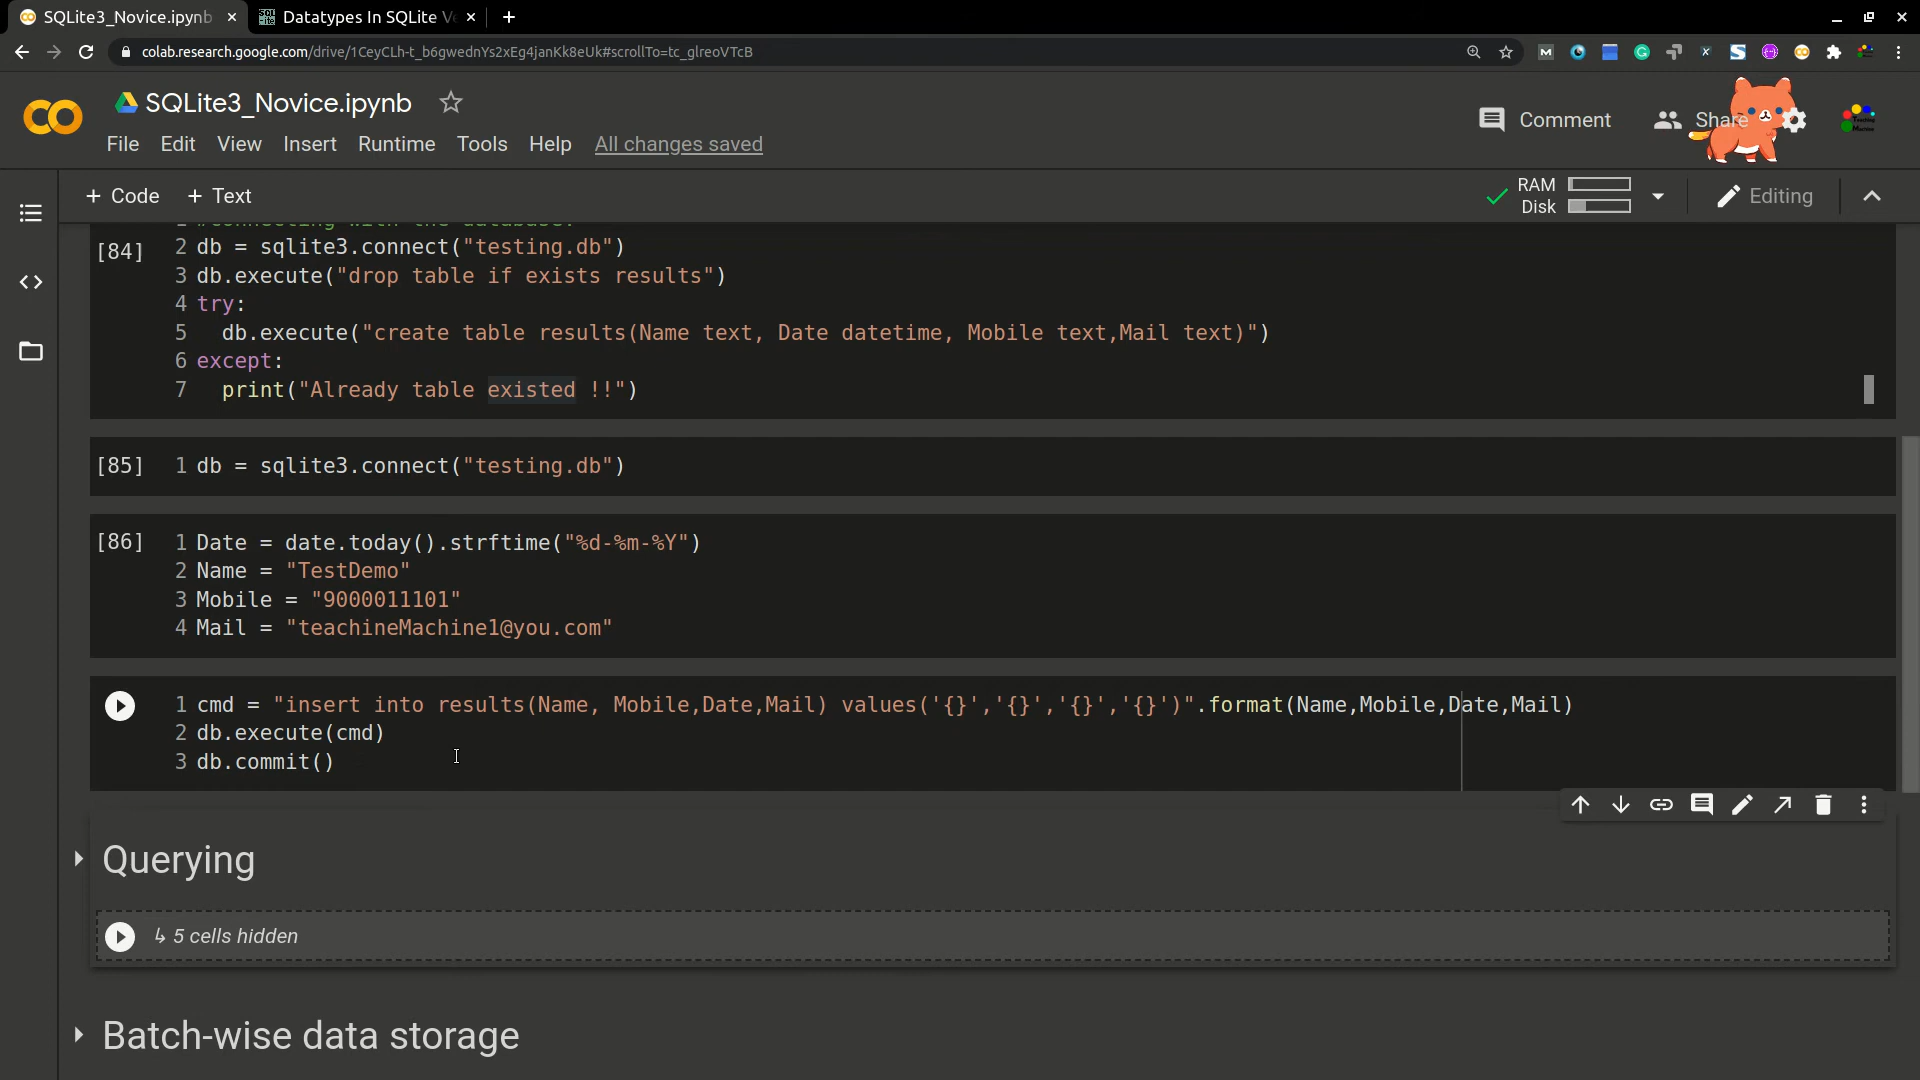 SQLite3_Novice.ipynb
Datatypes In SQLite Ve
colab.research.google.com/drive/1CeyCLh-t_b6gwednYs2xEg4janKk8eUk#scrollTo=tc_glreoVTcB
SQLite3_Novice.ipynb
Comment Share
File Edit View Insert Runtime Tools Help All changes saved
+ Code + Text
RAM
Disk
Editing
1 #connecting with the database.
[84] 2 db = sqlite3.connect("testing.db")
3 db.execute("drop table if exists results")
4 try:
5 db.execute("create table results(Name text, Date datetime, Mobile text,Mail text)")
6 except:
7 print("Already table existed !!")
[85] 1 db = sqlite3.connect("testing.db")
[86] 1 Date = date.today().strftime("%d-%m-%Y")
2 Name = "TestDemo"
3 Mobile = "9000011101"
4 Mail = "teachineMachine1@you.com"
1 cmd = "insert into results(Name, Mobile,Date,Mail) values('{}','{}','{}','{}')".format(Name,Mobile,Date,Mail)
2 db.execute(cmd)
3 db.commit()
Querying
↳ 5 cells hidden
Batch-wise data storage